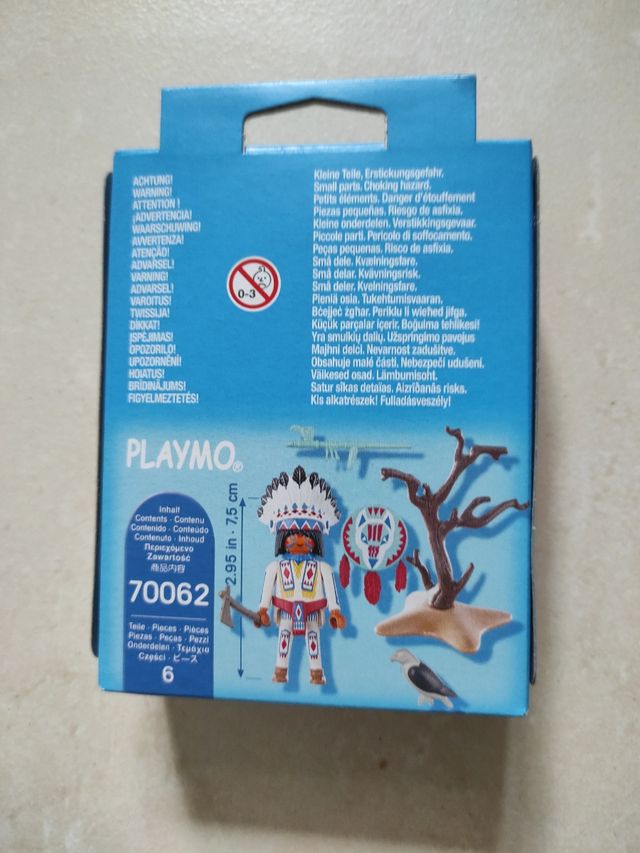 ACHTUNG!
WARNING!
ATTENTION !
¡ADVERTENCIA!
WAARSCHUWING!
AVVERTENZA!
ATENÇÃO!
ADVARSEL!
VARNING!
ADVARSEL!
VAROITUS!
TWISSIJA!
DİKKAT!
ĮSPĖJIMAS!
OPOZORILO!
UPOZORNĚNÍ!
HOIATUS!
BRĪDINĀJUMS!
FIGYELMEZTETÉS!
0-3
Kleine Teile, Erstickungsgefahr.
Small parts. Choking hazard.
Petits éléments. Danger d'étouffement
Piezas pequeñas. Riesgo de asfixia.
Kleine onderdelen. Verstikkingsgevaar.
Piccole parti. Pericolo di soffocamento.
Peças pequenas. Risco de asfixia.
Små dele. Kvælningsfare.
Små delar. Kvävningsrisk.
Små deler. Kvelningsfare.
Pieniä osia. Tukehtumisvaaran.
Bċejjeċ żgħar. Periklu li wieħed jifga.
Küçük parçalar içerir. Boğulma tehlikesi!
Yra smulkių dalių. Užspringimo pavojus
Majhni delci. Nevarnost zadušitve.
Obsahuje malé části. Nebezpečí udušení.
Väikesed osad. Lämbumisoht.
Satur sīkas detaļas. Aizrīšanās risks.
Kis alkatrészek! Fulladásveszély!
PLAYMO®
Inhalt
Contents · Contenu
Contenido · Conteúdo
Contenuto · Inhoud
Περιεχόμενο
Zawartość
商品内容
70062
Teile · Pieces · Pièces
Piezas · Peças · Pezzi
Onderdelen · Τεμάχια
Części · ピース
6
2.95 in · 7,5 cm